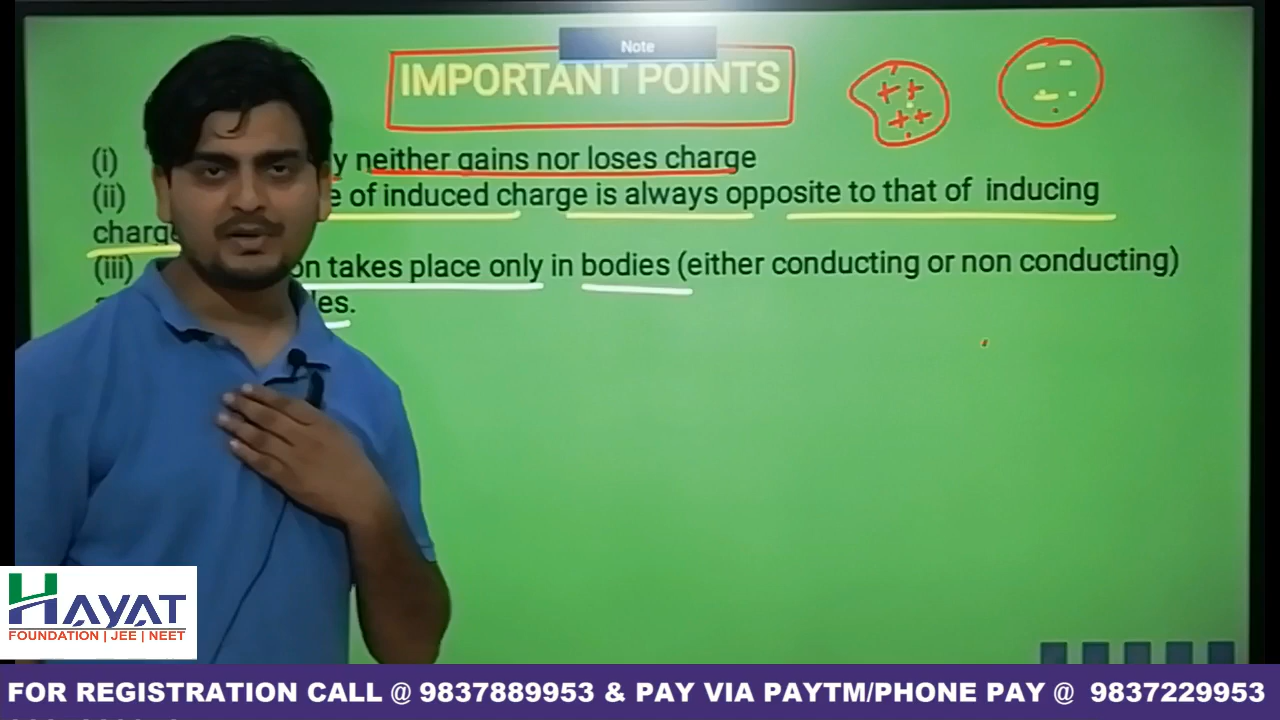 Note
IMPORTANT POINTS
(i) y neither gains nor loses charge
(ii) e of induced charge is always opposite to that of inducing
charge
(iii) on takes place only in bodies (either conducting or non conducting)
les.
HAYAT
FOUNDATION | JEE | NEET
FOR REGISTRATION CALL @ 9837889953 & PAY VIA PAYTM/PHONE PAY @ 9837229953